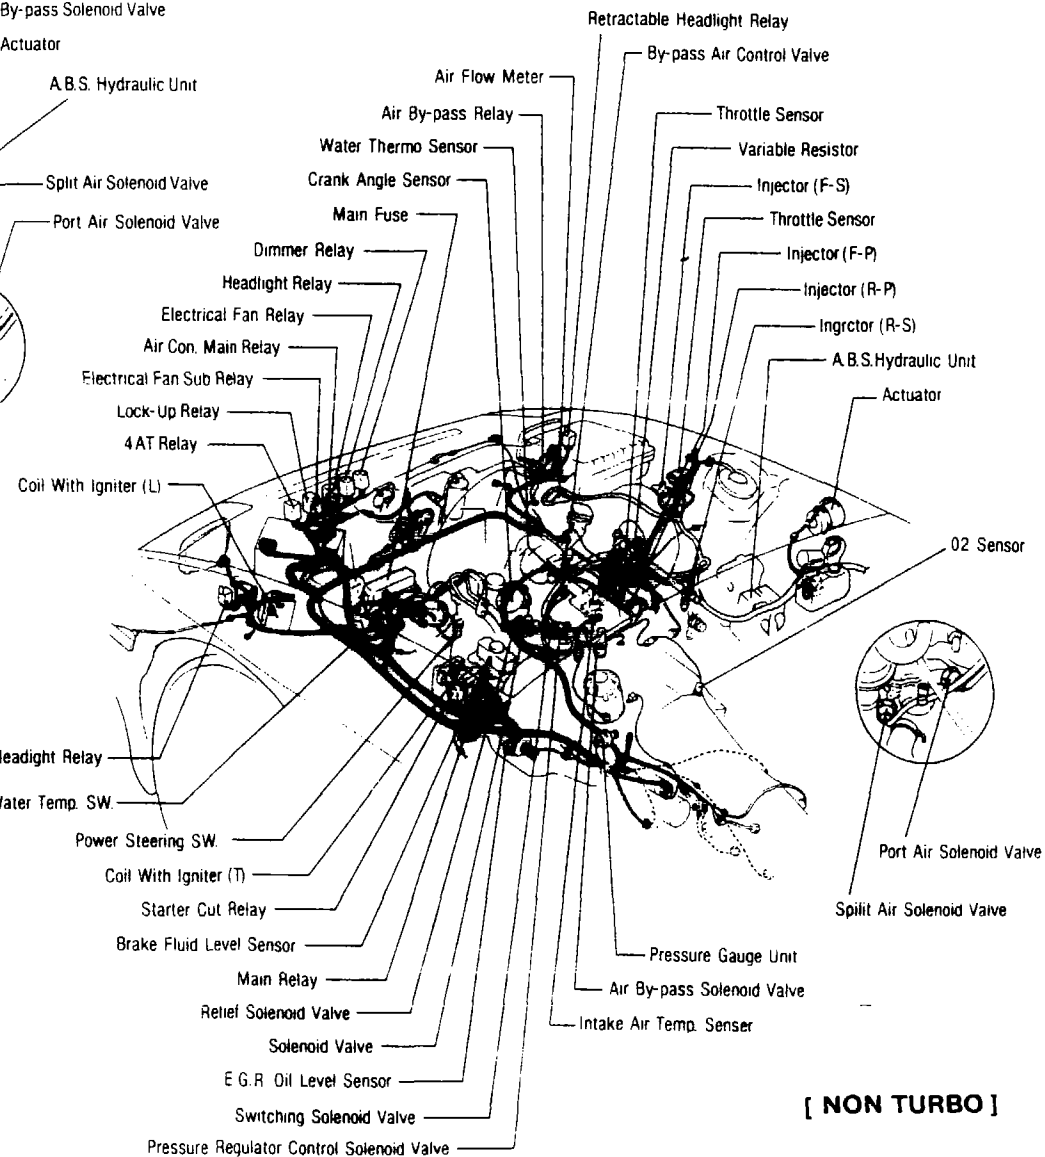 By-pass Solenoid Valve
Actuator
A.B.S. Hydraulic Unit
Split Air Solenoid Valve
Port Air Solenoid Valve
Retractable Headlight Relay
By-pass Air Control Valve
Air Flow Meter
Air By-pass Relay
Water Thermo Sensor
Crank Angle Sensor
Main Fuse
Dimmer Relay
Headlight Relay
Electrical Fan Relay
Air Con. Main Relay
Electrical Fan Sub Relay
Lock-Up Relay
4AT Relay
Coil With Igniter (L)
Throttle Sensor
Variable Resistor
Injector (F-S)
Throttle Sensor
Injector (F-P)
Injector (R-P)
Ingrctor (R-S)
A.B.S. Hydraulic Unit
Actuator
02 Sensor
eadlight Relay
ater Temp. SW.
Power Steering SW.
Coil With Igniter (T)
Starter Cut Relay
Brake Fluid Level Sensor
Main Relay
Relief Solenoid Valve
Solenoid Valve
E.G.R. Oil Level Sensor
Switching Solenoid Valve
Pressure Regulator Control Solenoid Valve
Port Air Solenoid Valve
Spilit Air Solenoid Valve
Pressure Gauge Unit
Air By-pass Solenoid Valve
Intake Air Temp. Senser
[ NON TURBO ]